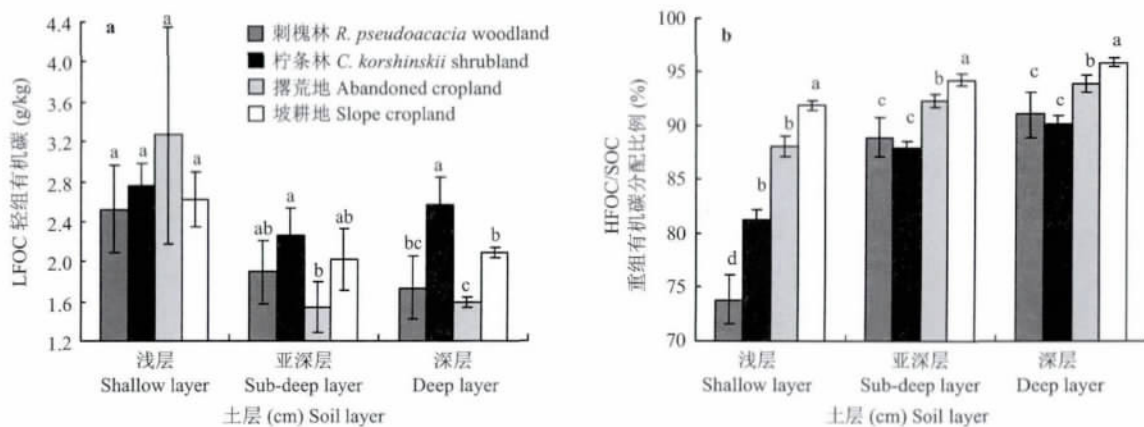 a
刺槐林 R. pseudoacacia woodland
柠条林 C. korshinskii shrubland
撂荒地 Abandoned cropland
坡耕地 Slope cropland
LFOC 轻组有机碳 (g/kg)
4.4
4.0
3.6
3.2
2.8
2.4
2.0
1.6
1.2
a a a a
ab a b ab
bc a c b
浅层 亚深层 深层
Shallow layer Sub-deep layer Deep layer
土层 (cm) Soil layer
b
HFOC/SOC
重组有机碳分配比例 (%)
100
95
90
85
80
75
70
d b b a
c c b a
c c b a
浅层 亚深层 深层
Shallow layer Sub-deep layer Deep layer
土层 (cm) Soil layer